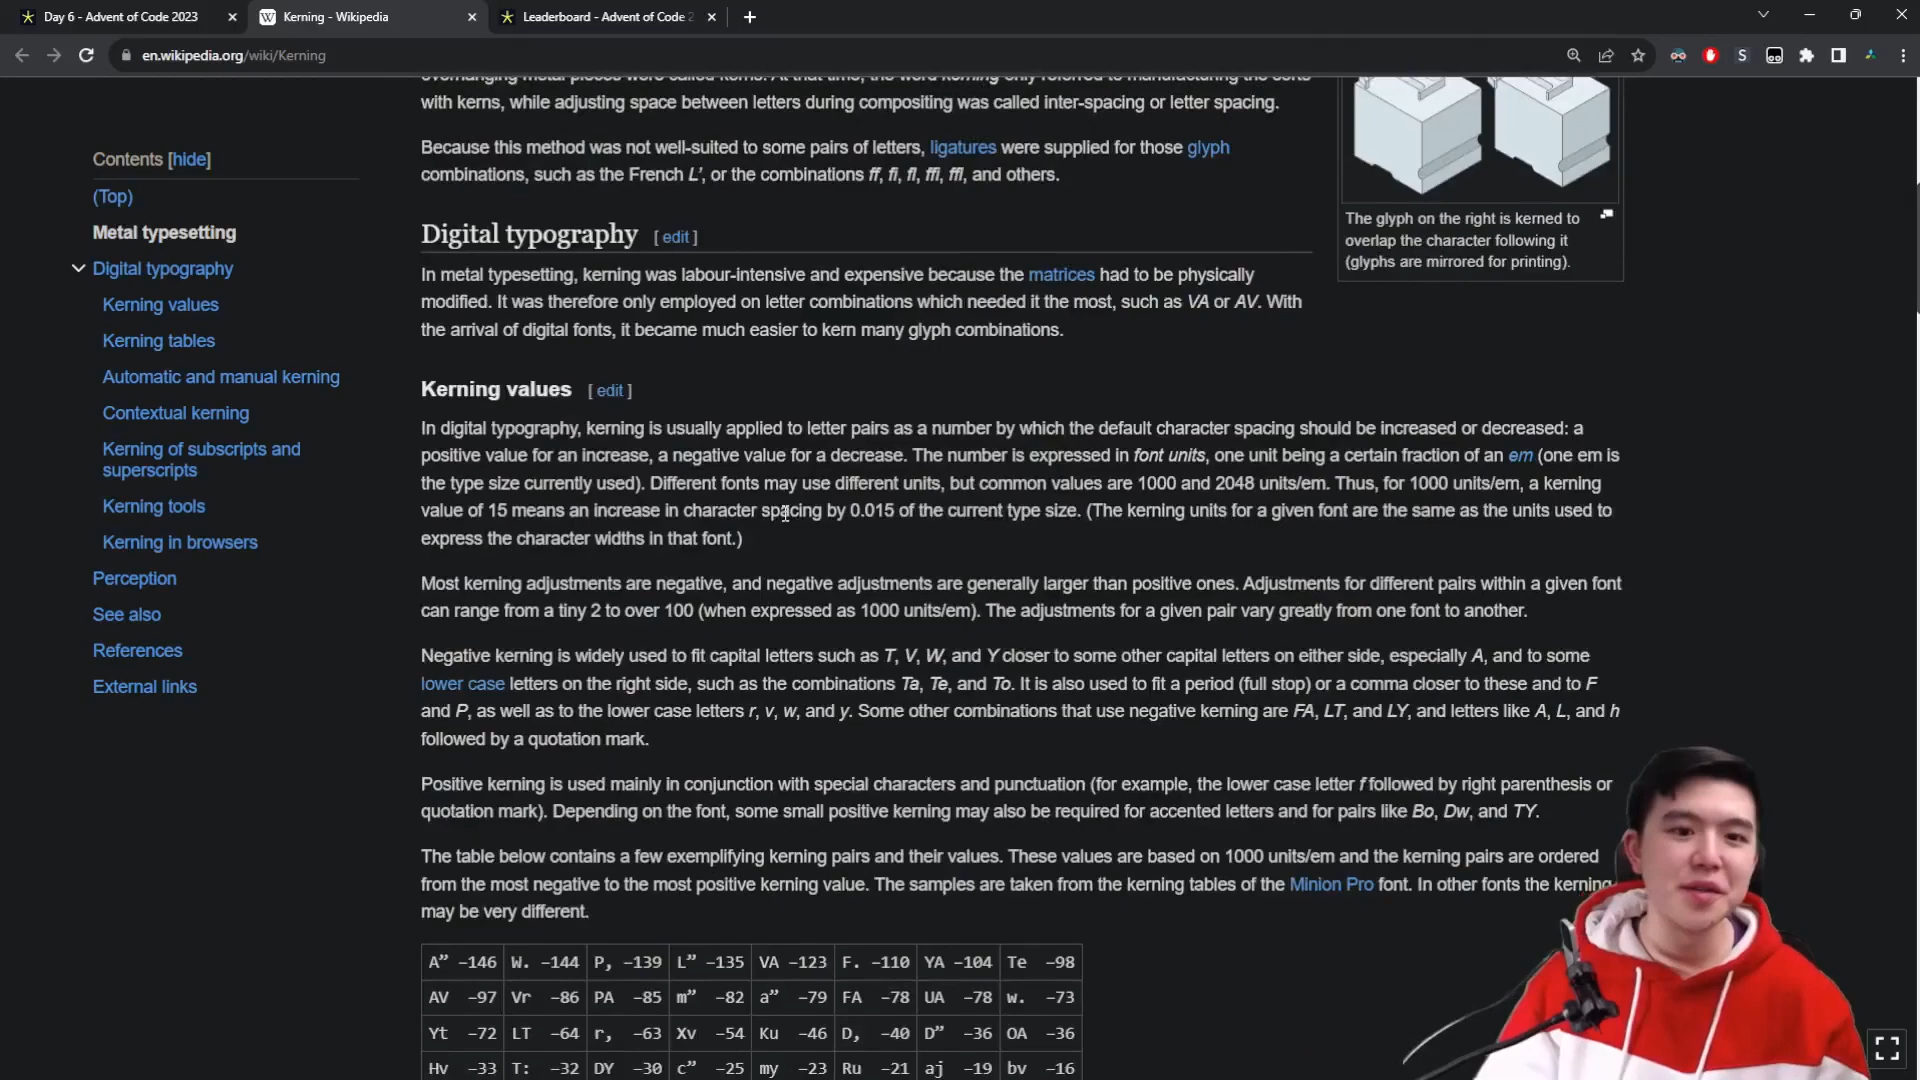 Day 6 - Advent of Code 2023
Kerning - Wikipedia
Leaderboard - Advent of Code 2
en.wikipedia.org/wiki/Kerning
Contents [hide]
(Top)
Metal typesetting
Digital typography
Kerning values
Kerning tables
Automatic and manual kerning
Contextual kerning
Kerning of subscripts and
superscripts
Kerning tools
Kerning in browsers
Perception
See also
References
External links
overhanging metal pieces were called kerns. At that time, the word kerning only referred to manufacturing the sorts
with kerns, while adjusting space between letters during compositing was called inter-spacing or letter spacing.
Because this method was not well-suited to some pairs of letters, ligatures were supplied for those glyph
combinations, such as the French L', or the combinations ff, fi, fl, ffi, ffl, and others.
Digital typography [ edit ]
In metal typesetting, kerning was labour-intensive and expensive because the matrices had to be physically
modified. It was therefore only employed on letter combinations which needed it the most, such as VA or AV. With
the arrival of digital fonts, it became much easier to kern many glyph combinations.
The glyph on the right is kerned to
overlap the character following it
(glyphs are mirrored for printing).
Kerning values [ edit ]
In digital typography, kerning is usually applied to letter pairs as a number by which the default character spacing should be increased or decreased: a
positive value for an increase, a negative value for a decrease. The number is expressed in font units, one unit being a certain fraction of an em (one em is
the type size currently used). Different fonts may use different units, but common values are 1000 and 2048 units/em. Thus, for 1000 units/em, a kerning
value of 15 means an increase in character spacing by 0.015 of the current type size. (The kerning units for a given font are the same as the units used to
express the character widths in that font.)
Most kerning adjustments are negative, and negative adjustments are generally larger than positive ones. Adjustments for different pairs within a given font
can range from a tiny 2 to over 100 (when expressed as 1000 units/em). The adjustments for a given pair vary greatly from one font to another.
Negative kerning is widely used to fit capital letters such as T, V, W, and Y closer to some other capital letters on either side, especially A, and to some
lower case letters on the right side, such as the combinations Ta, Te, and To. It is also used to fit a period (full stop) or a comma closer to these and to F
and P, as well as to the lower case letters r, v, w, and y. Some other combinations that use negative kerning are FA, LT, and LY, and letters like A, L, and h
followed by a quotation mark.
Positive kerning is used mainly in conjunction with special characters and punctuation (for example, the lower case letter f followed by right parenthesis or
quotation mark). Depending on the font, some small positive kerning may also be required for accented letters and for pairs like Bo, Dw, and TY.
The table below contains a few exemplifying kerning pairs and their values. These values are based on 1000 units/em and the kerning pairs are ordered
from the most negative to the most positive kerning value. The samples are taken from the kerning tables of the Minion Pro font. In other fonts the kerning
may be very different.
A” −146 W. −144 P, −139 L” −135 VA −123 F. −110 YA −104 Te −98
AV −97 Vr −86 PA −85 m” −82 a” −79 FA −78 UA −78 w. −73
Yt −72 LT −64 r, −63 Xv −54 Ku −46 D, −40 D” −36 OA −36
Hv −33 T: −32 DY −30 c” −25 my −23 Ru −21 aj −19 bv −16